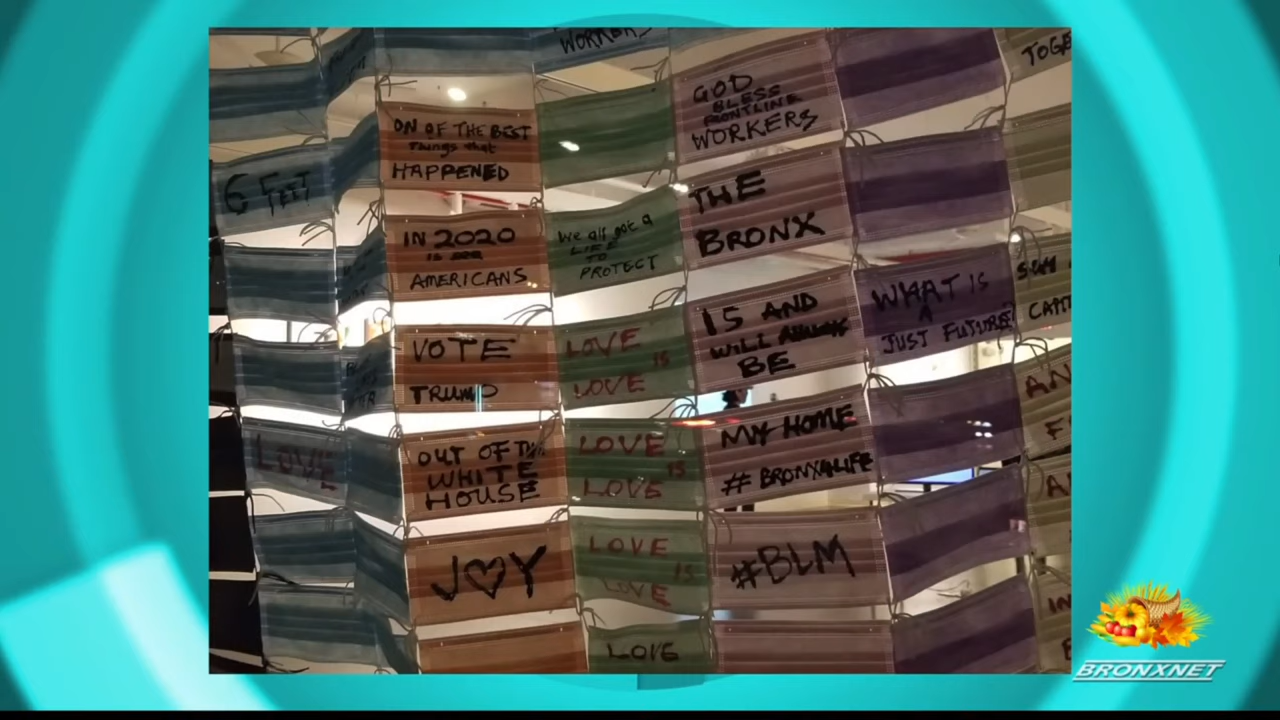 WORKERS
TOGE
GOD
BLESS
FRONTLINE
WORKERS
ON OF THE BEST
Things that
HAPPENED
6 FEET
THE
BRONX
IN 2020
AMERICANS
We all got a
LIFE
TO
PROTECT
WHAT IS
A
JUST FUTURE?
IS AND
WILL ALWAYS
BE
VOTE
TRUMP
LOVE
IS
LOVE
MY HOME
#BRONX4LIFE
AN
F
LOVE
OUT OF THE
WHITE
HOUSE
LOVE
IS
LOVE
J♡Y
LOVE
IS
LOVE
#BLM
IN
LOVE
BRONXNET